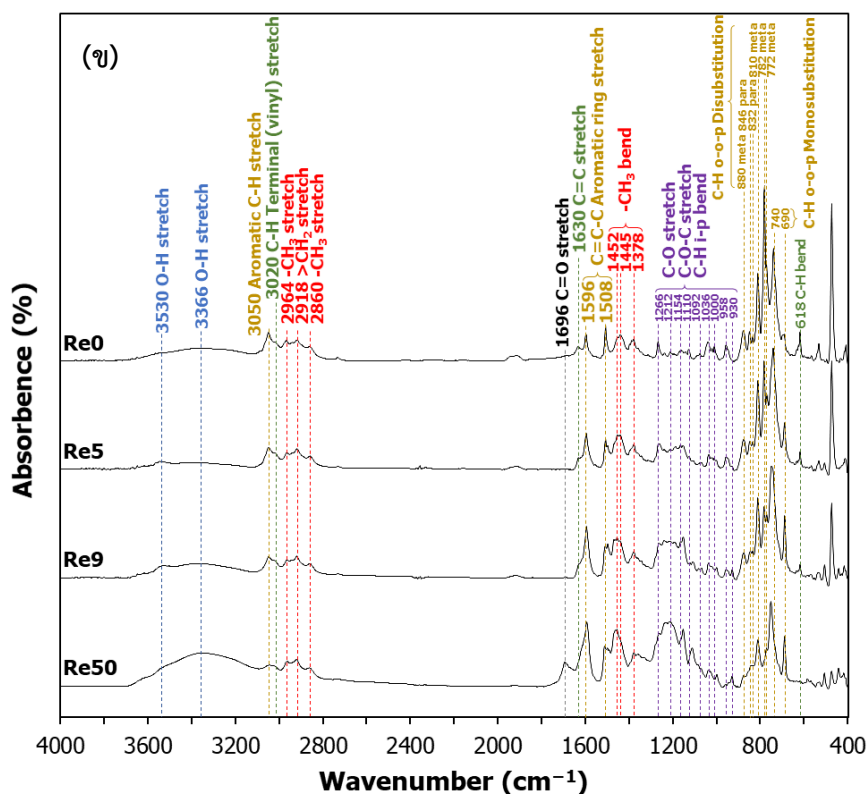 (ข)
3530 O-H stretch
3366 O-H stretch
3050 Aromatic C-H stretch
3020 C-H Terminal (vinyl) stretch
2964 -CH₃ stretch
2918 >CH₂ stretch
2860 -CH₃ stretch
1696 C=O stretch
1630 C=C stretch
1596
1508
C=C-C Aromatic ring stretch
1452
1445
1378
-CH₃ bend
C-O stretch
C-O-C stretch
C-H i-p bend
1266
1212
1154
1110
1092
1036
1000
958
930
C-H o-o-p Disubstitution
880 meta
846 para
832 para
810 meta
782 meta
772 meta
740
690
C-H o-o-p Monosubstitution
618 C-H bend
Re0
Re5
Re9
Re50
Absorbence (%)
4000 3600 3200 2800 2400 2000 1600 1200 800 400
Wavenumber (cm⁻¹)